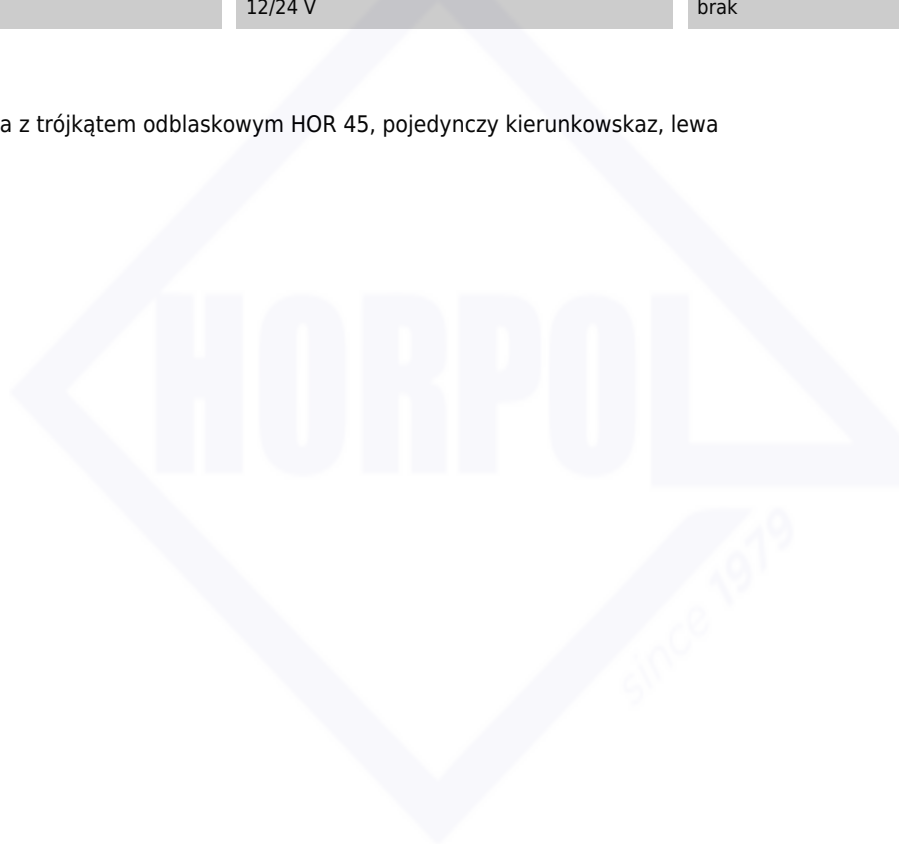 12/24 V brak
a z trójkątem odblaskowym HOR 45, pojedynczy kierunkowskaz, lewa
HORPOL
since 1979